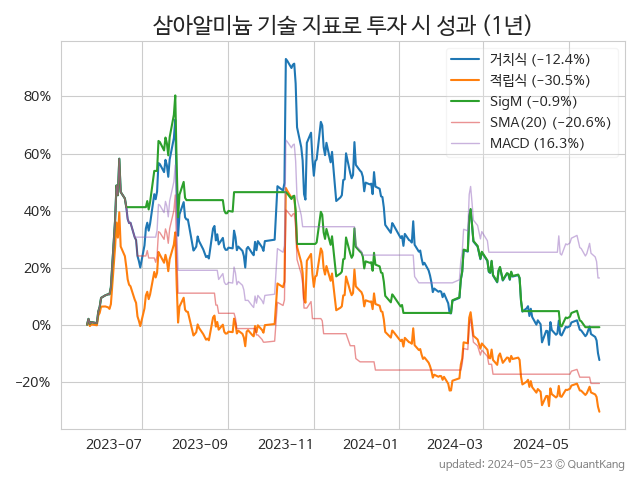 삼아알미늄 기술 지표로 투자 시 성과 (1년)
거치식 (−12.4%)
적립식 (−30.5%)
SigM (−0.9%)
SMA(20) (−20.6%)
MACD (16.3%)
80%
60%
40%
20%
0%
−20%
2023−07 2023−09 2023−11 2024−01 2024−03 2024−05
updated: 2024−05−23 ⓒ QuantKang